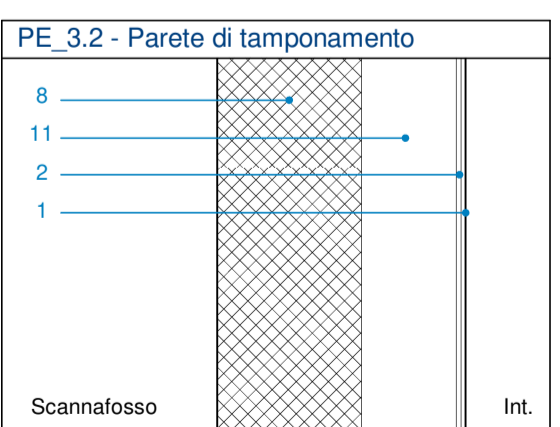 PE_3.2 - Parete di tamponamento
8
11
2
1
Scannafosso Int.